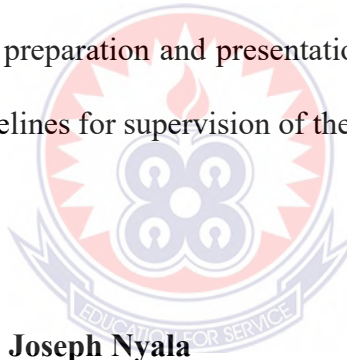 preparation and presentatio
elines for supervision of the
EDUCATION FOR SERVICE
Joseph Nyala